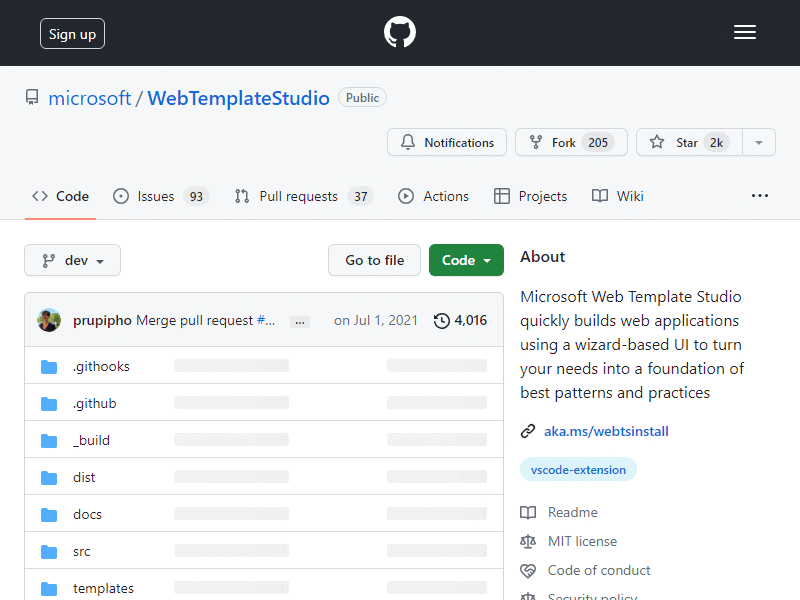 Sign up
microsoft / WebTemplateStudio Public
Notifications Fork 205 Star 2k
Code Issues 93 Pull requests 37 Actions Projects Wiki ...
dev Go to file Code
About
Microsoft Web Template Studio
quickly builds web applications
using a wizard-based UI to turn
your needs into a foundation of
best patterns and practices
aka.ms/webtsinstall
vscode-extension
Readme
MIT license
Code of conduct
Security policy
prupipho Merge pull request #... ... on Jul 1, 2021 4,016
.githooks
.github
_build
dist
docs
src
templates